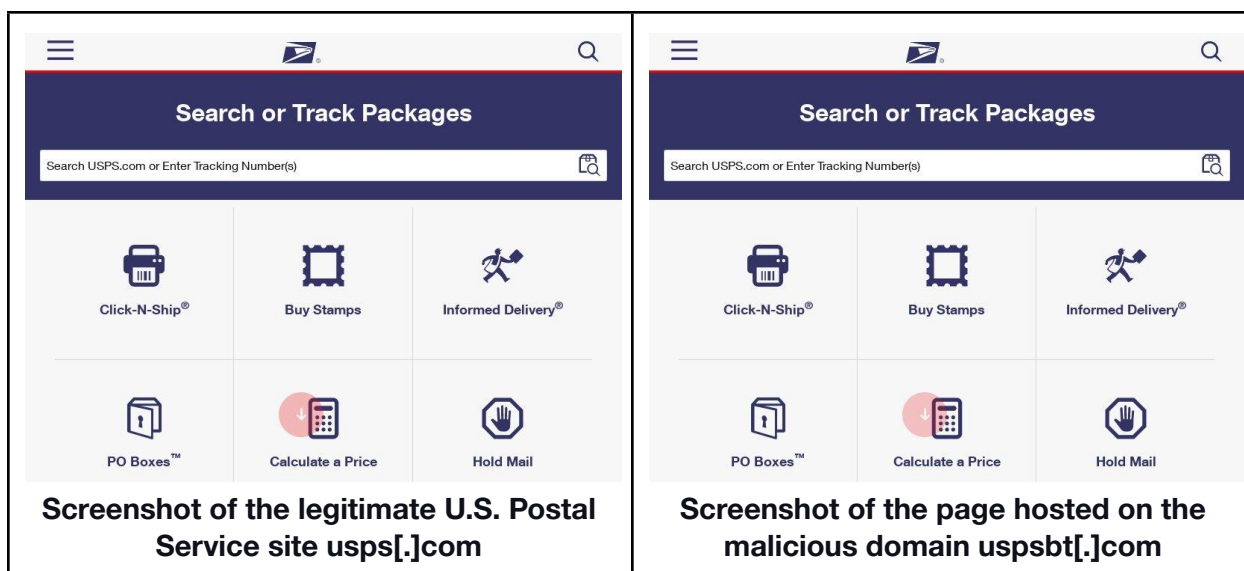 Search or Track Packages
Search USPS.com or Enter Tracking Number(s)
Click-N-Ship®
Buy Stamps
Informed Delivery®
PO Boxes™
Calculate a Price
Hold Mail
Screenshot of the legitimate U.S. Postal
Service site usps[.]com
Search or Track Packages
Search USPS.com or Enter Tracking Number(s)
Click-N-Ship®
Buy Stamps
Informed Delivery®
PO Boxes™
Calculate a Price
Hold Mail
Screenshot of the page hosted on the
malicious domain uspsbt[.]com